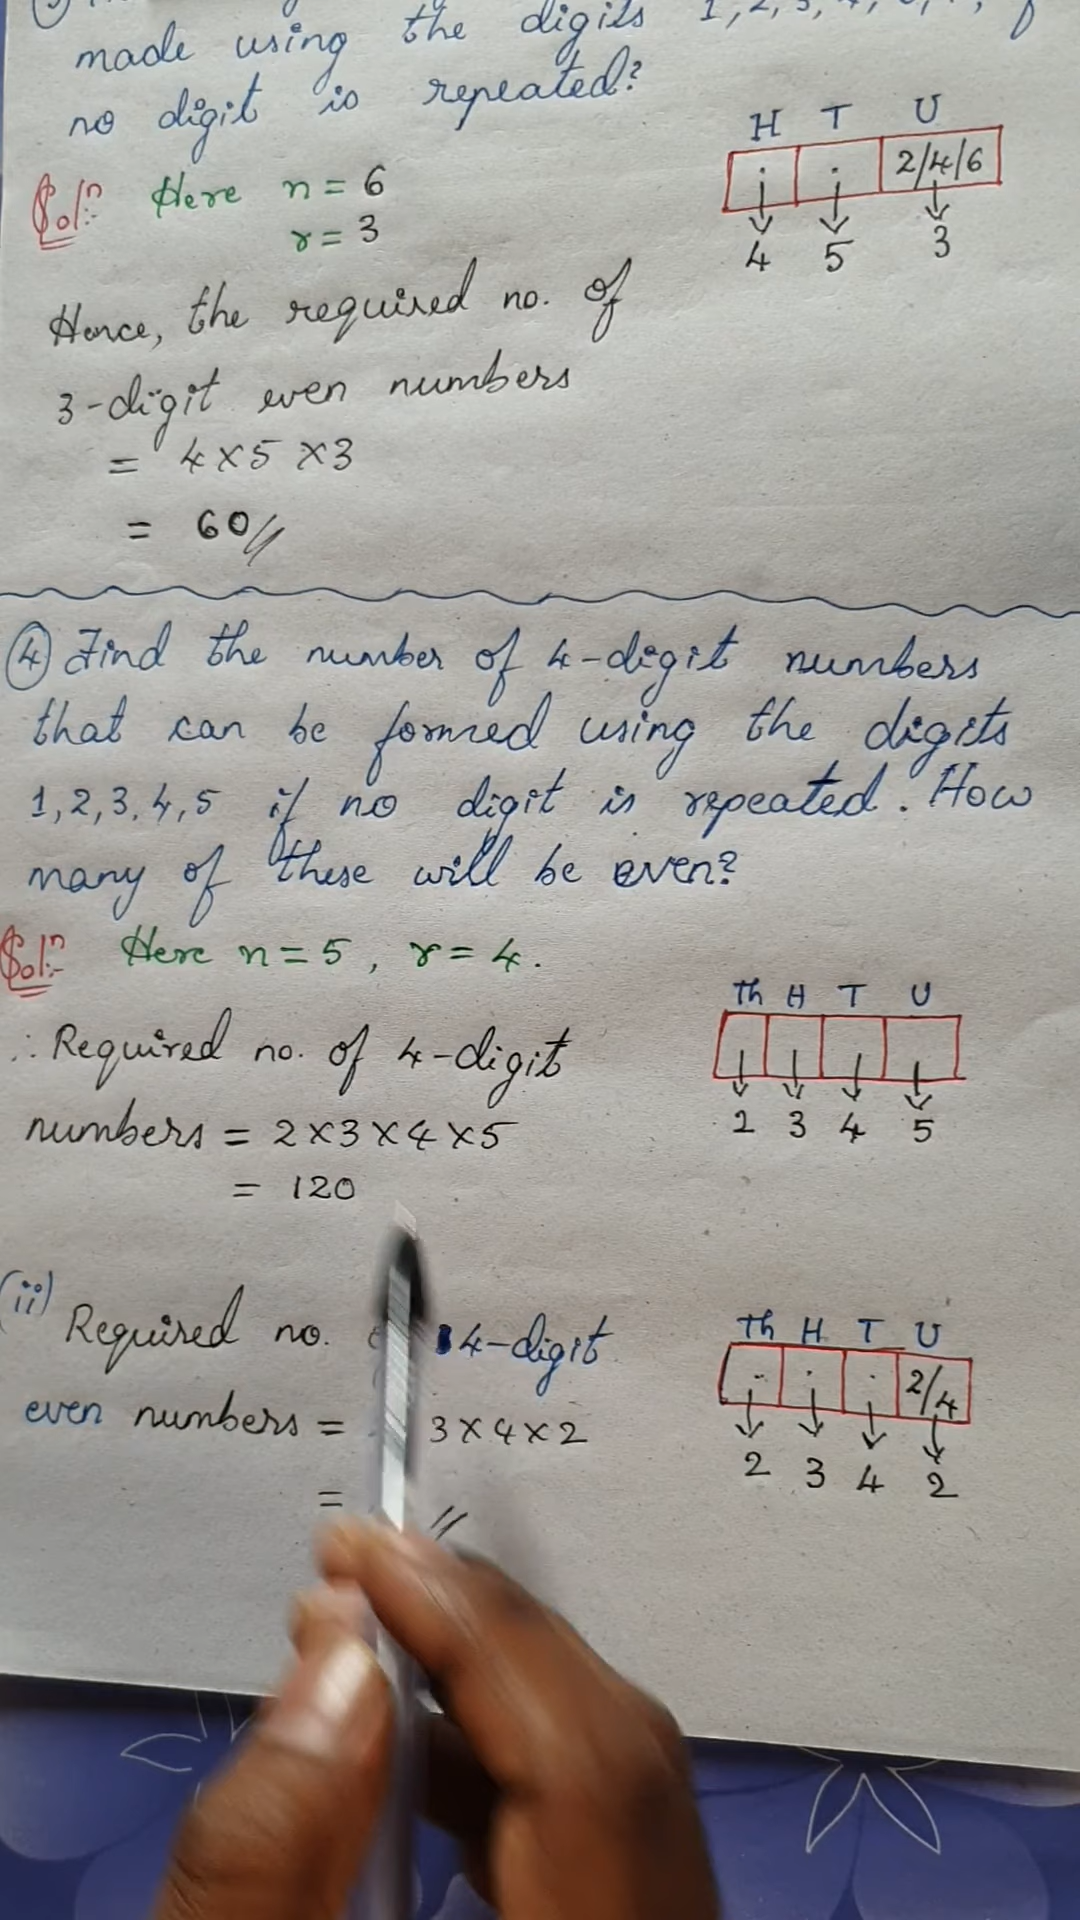 made using the digits 1, 2, 3, 4,
no digit is repeated?
H T U
2/4/6
4 5 3
Sol^n:- Here n = 6
r = 3
Hence, the required no. of
3-digit even numbers
= 4 x 5 x 3
= 60//
④ Find the number of 4-digit numbers
that can be formed using the digits
1, 2, 3, 4, 5 if no digit is repeated. How
many of these will be even?
Sol^n:- Here n = 5, r = 4.
Th H T U
2 3 4 5
∴ Required no. of 4-digit
numbers = 2 x 3 x 4 x 5
= 120
(ii) Required no. 4-digit
even numbers = 3 x 4 x 2
= //
Th H T U
2/4
2 3 4 2